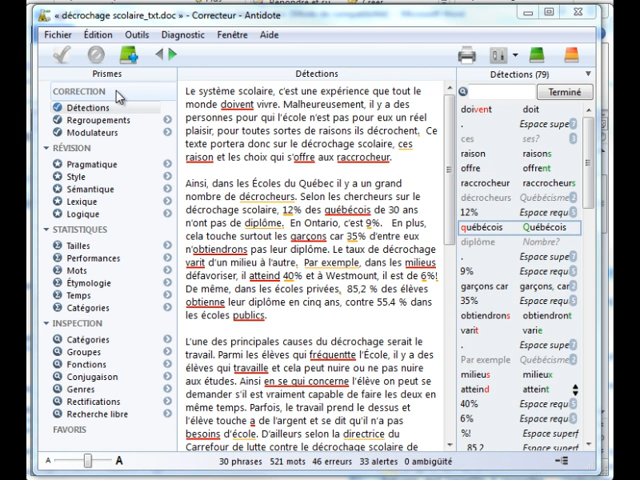 « décrochage scolaire_txt.doc » - Correcteur - Antidote
Fichier Édition Outils Diagnostic Fenêtre Aide
Prismes
CORRECTION
Détections
Regroupements
Modulateurs
RÉVISION
Pragmatique
Style
Sémantique
Lexique
Logique
STATISTIQUES
Tailles
Performances
Mots
Étymologie
Temps
Catégories
INSPECTION
Catégories
Groupes
Fonctions
Conjugaison
Genres
Rectifications
Recherche libre
FAVORIS
A A
Détections
Le système scolaire, c'est une expérience que tout le
monde doivent vivre. Malheureusement, il y a des
personnes pour qui l'école n'est pas pour eux un réel
plaisir, pour toutes sortes de raisons ils décrochent. Ce
texte portera donc sur le décrochage scolaire, ces
raison et les choix qui s'offre aux raccrocheur.
Ainsi, dans les Écoles du Québec il y a un grand
nombre de décrocheurs. Selon les chercheurs sur le
décrochage scolaire, 12% des québécois de 30 ans
n'ont pas de diplôme. En Ontario, c'est 9%. En plus,
cela touche surtout les garçons car 35% d'entre eux
n'obtiendrons pas leur diplôme. Le taux de décrochage
varit d'un milieu à l'autre. Par exemple, dans les milieus
défavoriser, il atteind 40% et à Westmount, il est de 6%!
De même, dans les écoles privées, 85,2 % des élèves
obtienne leur diplôme en cinq ans, contre 55.4 % dans
les écoles publics.
L'une des principales causes du décrochage serait le
travail. Parmi les élèves qui fréquentte l'École, il y a des
élèves qui travaille et cela peut nuire ou ne pas nuire
aux études. Ainsi en se qui concerne l'élève on peut se
demander s'il est vraiment capable de faire les deux en
même temps. Parfois, le travail prend le dessus et
l'élève touche a de l'argent et se dit qu'il n'a pas
besoins d'école. D'ailleurs selon la directrice du
Carrefour de lutte contre le décrochage scolaire de
30 phrases 521 mots 46 erreurs 33 alertes 0 ambiguïté
Détections (79)
Terminé
doivent doit
. Espace supe
ces ses?
raison raisons
offre offrent
raccrocheur raccrocheurs
décrocheurs Québécisme
12% Espace requ
québécois Québécois
diplôme Nombre?
. Espace supe
9% Espace requ
garçons car garçons, car
35% Espace requ
obtiendrons obtiendront
varit varie
Par exemple Québécisme
milieus milieux
atteind atteint
40% Espace requ
6% Espace requ
%! Espace superf
85,2 Espace superf